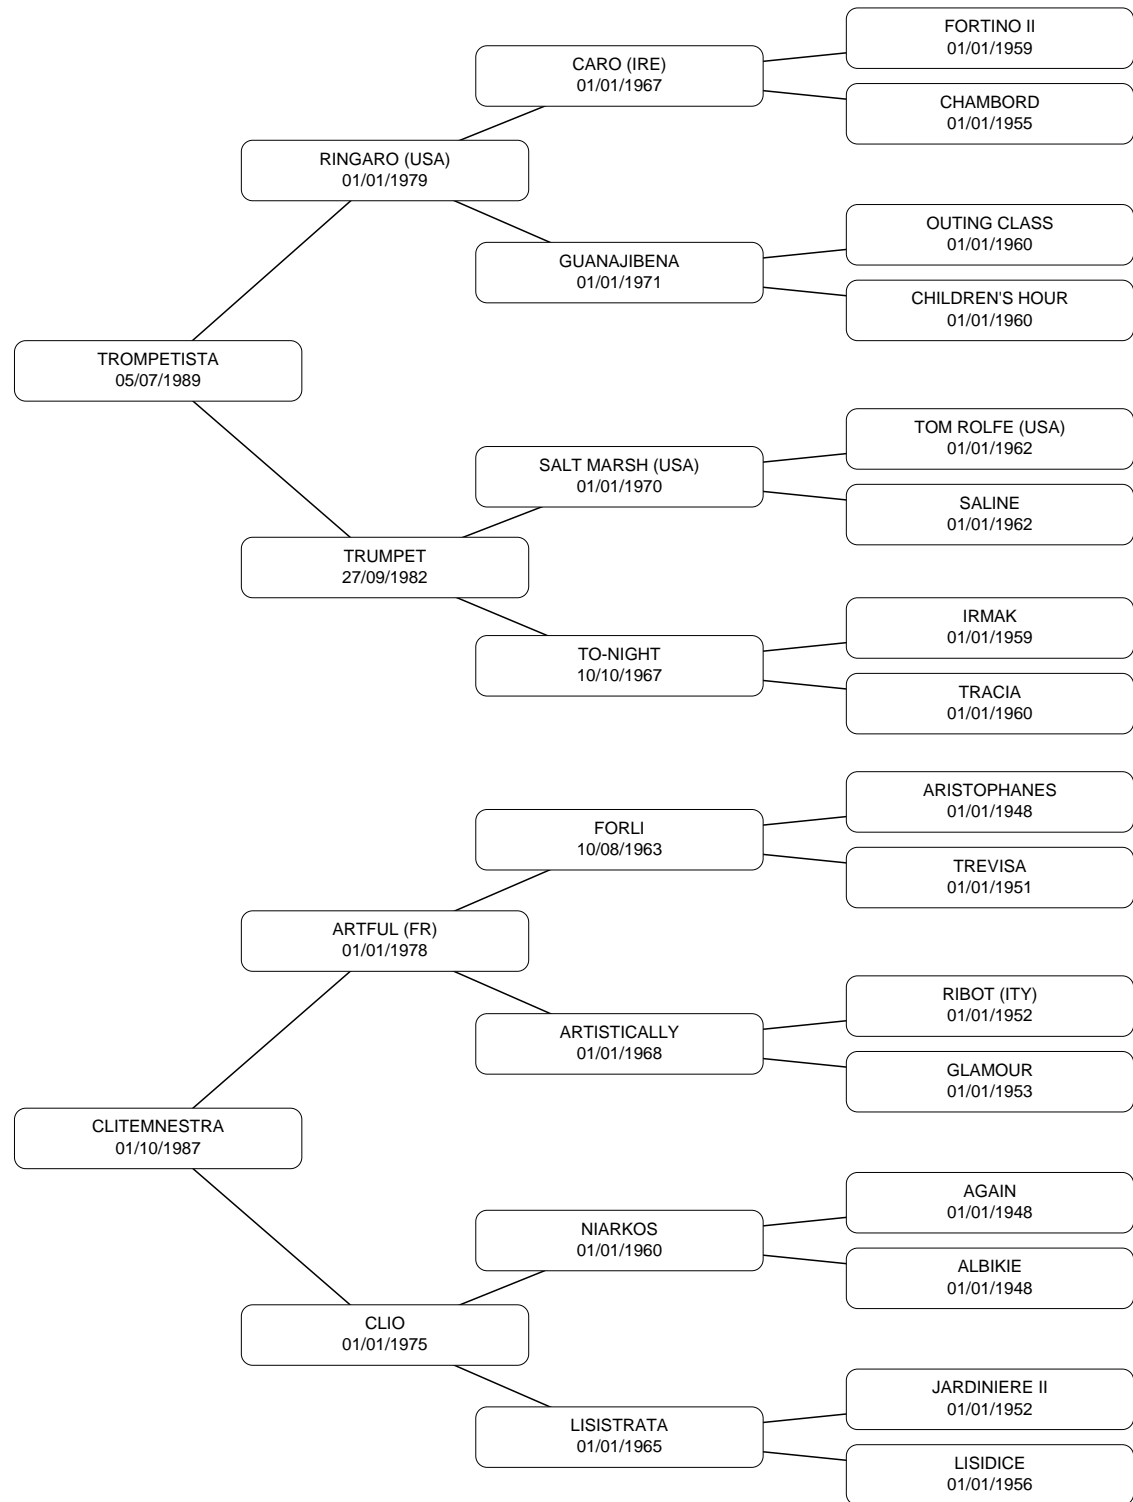 FORTINO II
01/01/1959
CARO (IRE)
01/01/1967
CHAMBORD
01/01/1955
RINGARO (USA)
01/01/1979
OUTING CLASS
01/01/1960
GUANAJIBENA
01/01/1971
CHILDREN'S HOUR
01/01/1960
TROMPETISTA
05/07/1989
TOM ROLFE (USA)
01/01/1962
SALT MARSH (USA)
01/01/1970
SALINE
01/01/1962
TRUMPET
27/09/1982
IRMAK
01/01/1959
TO-NIGHT
10/10/1967
TRACIA
01/01/1960
ARISTOPHANES
01/01/1948
FORLI
10/08/1963
TREVISA
01/01/1951
ARTFUL (FR)
01/01/1978
RIBOT (ITY)
01/01/1952
ARTISTICALLY
01/01/1968
GLAMOUR
01/01/1953
CLITEMNESTRA
01/10/1987
AGAIN
01/01/1948
NIARKOS
01/01/1960
ALBIKIE
01/01/1948
CLIO
01/01/1975
JARDINIERE II
01/01/1952
LISISTRATA
01/01/1965
LISIDICE
01/01/1956